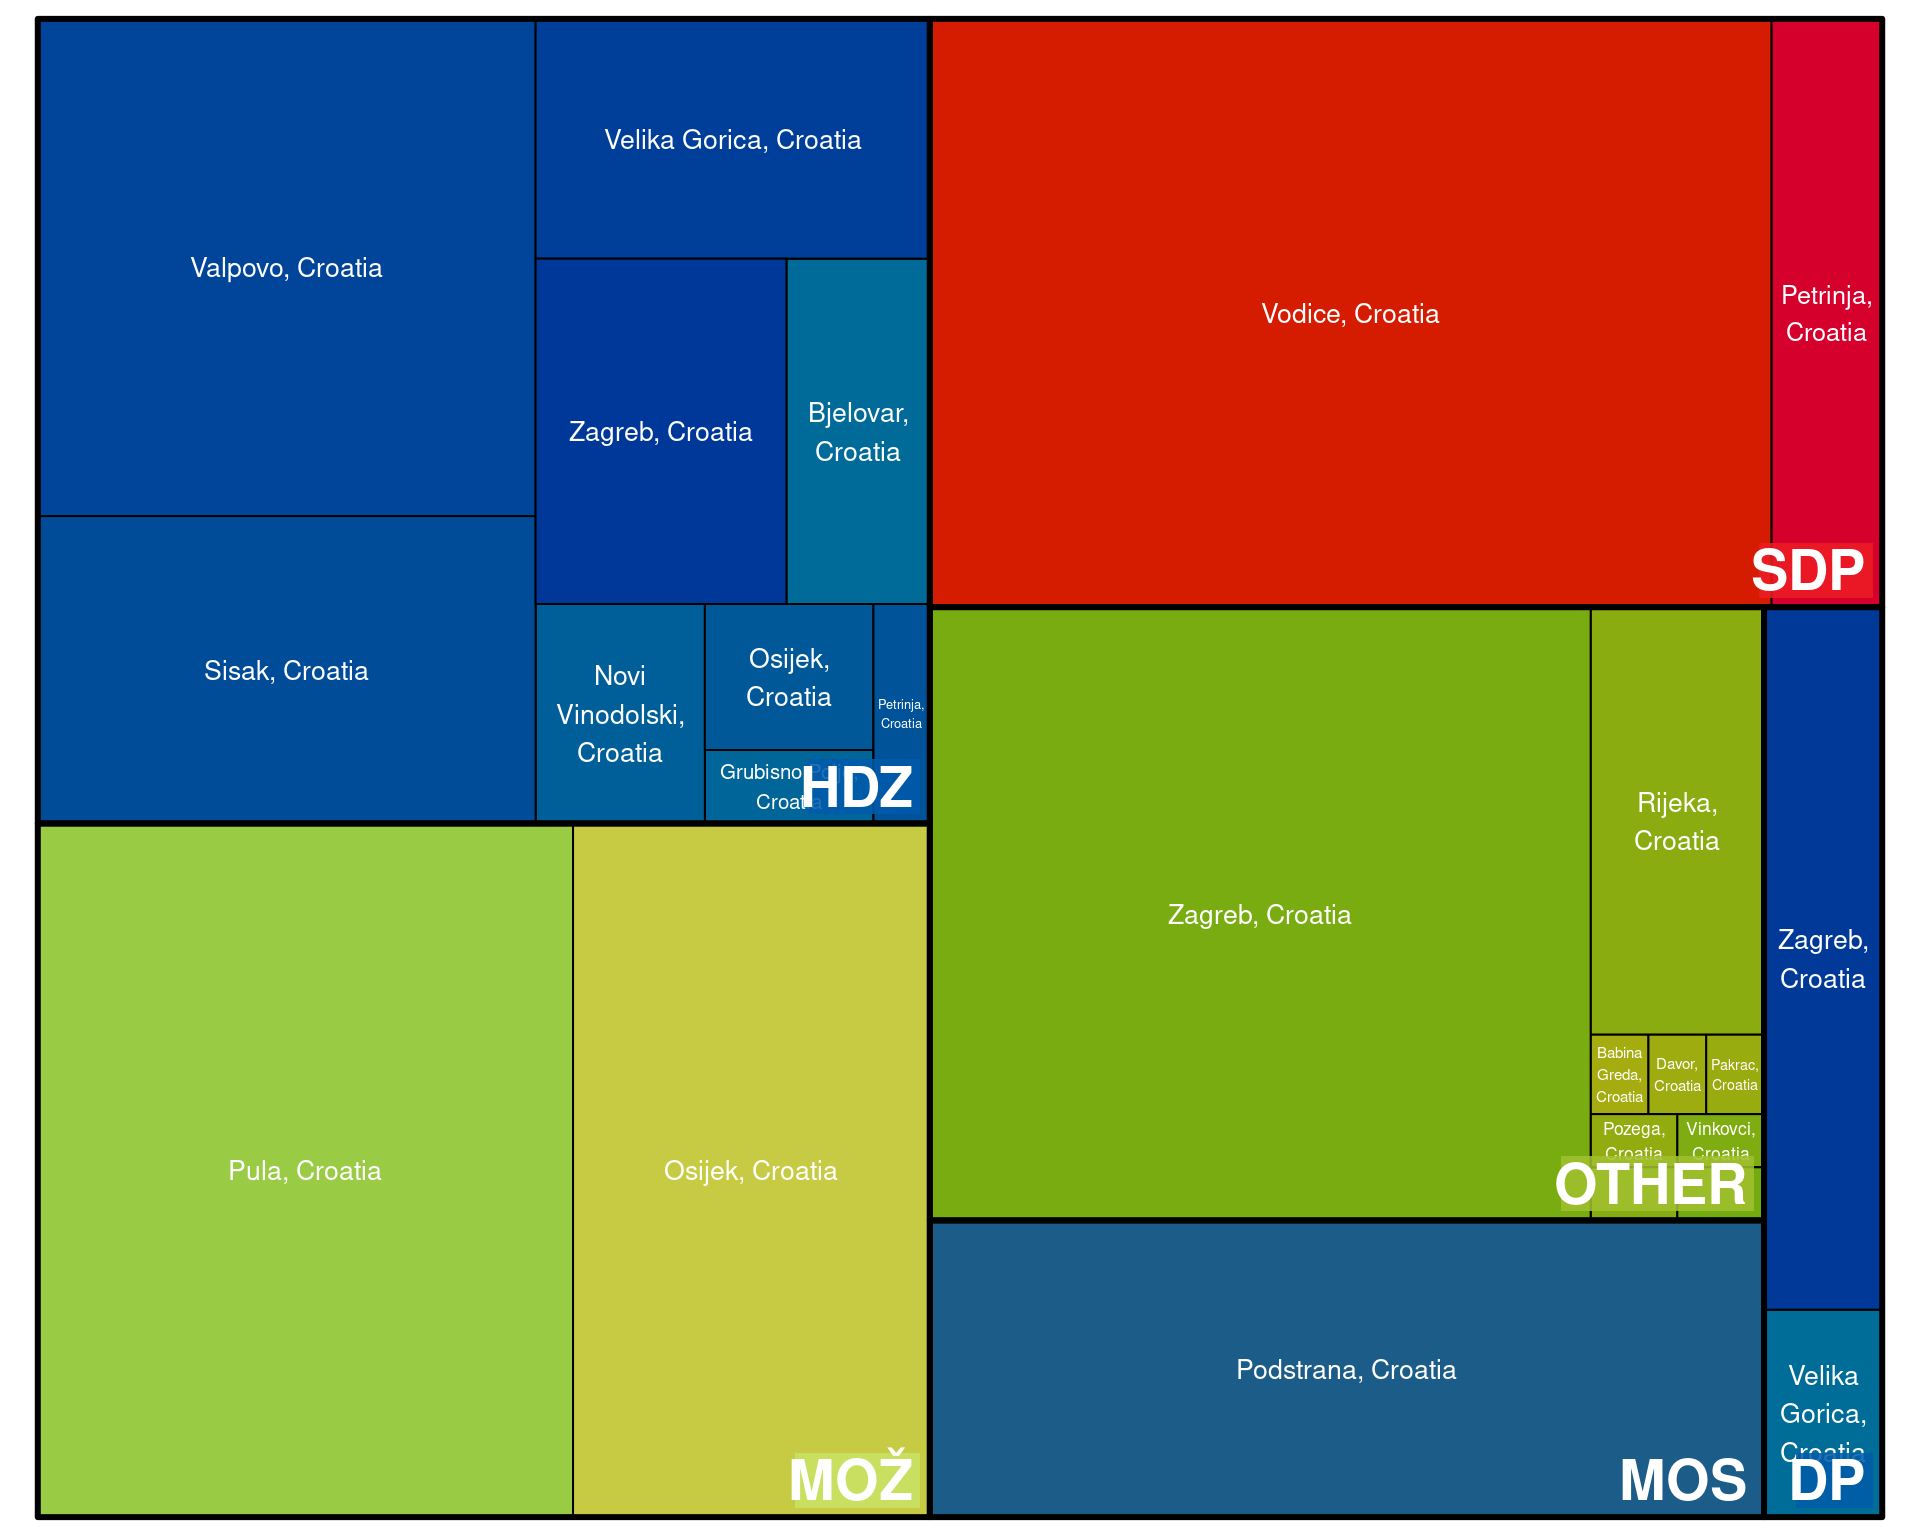 Valpovo, Croatia
Velika Gorica, Croatia
Zagreb, Croatia
Bjelovar,
Croatia
Sisak, Croatia
Novi
Vinodolski,
Croatia
Osijek,
Croatia
Petrinja,
Croatia
Grubisno
Croatia
HDZ
Vodice, Croatia
Petrinja,
Croatia
SDP
Pula, Croatia
Osijek, Croatia
MOŽ
Zagreb, Croatia
Rijeka,
Croatia
Babina
Greda,
Croatia
Davor,
Croatia
Pakrac,
Croatia
Pozega,
Croatia
Vinkovci,
Croatia
OTHER
Zagreb,
Croatia
Podstrana, Croatia
MOS
Velika
Gorica,
Croatia
DP